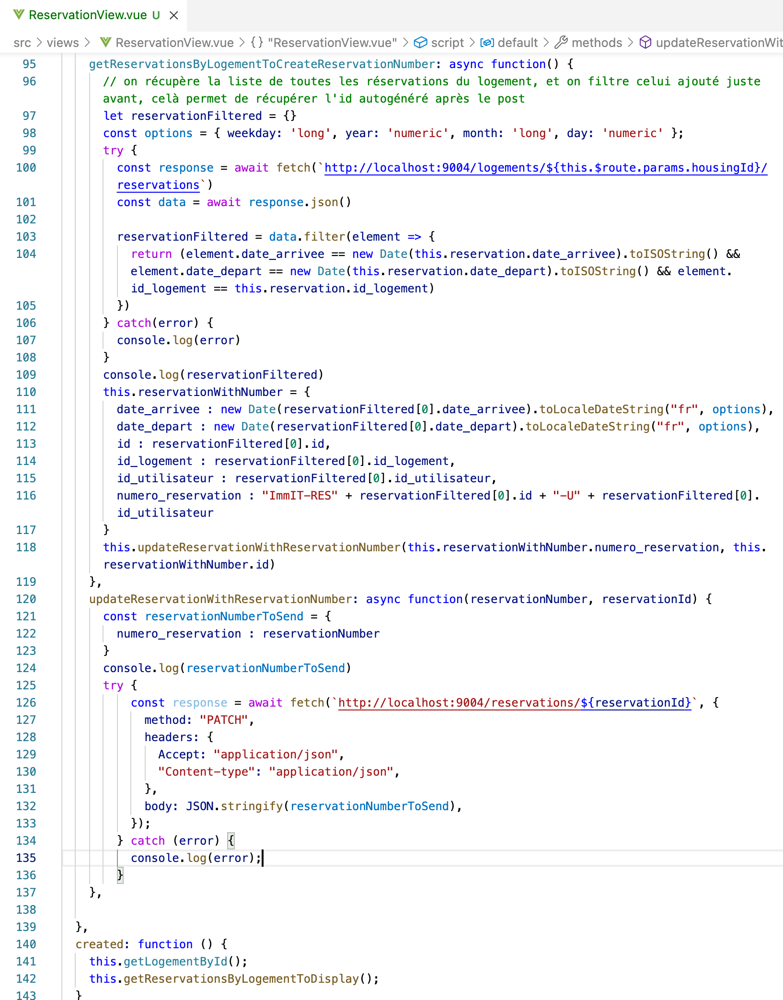 ReservationView.vue U ×
src > views > ReservationView.vue > {} "ReservationView.vue" > script > default > methods > updateReservationWit
95 getReservationsByLogementToCreateReservationNumber: async function() {
96 // on récupère la liste de toutes les réservations du logement, et on filtre celui ajouté juste
avant, celà permet de récupérer l'id autogénéré après le post
97 let reservationFiltered = {}
98 const options = { weekday: 'long', year: 'numeric', month: 'long', day: 'numeric' };
99 try {
100 const response = await fetch(`http://localhost:9004/logements/${this.$route.params.housingId}/
reservations`)
101 const data = await response.json()
102
103 reservationFiltered = data.filter(element => {
104 return (element.date_arrivee == new Date(this.reservation.date_arrivee).toISOString() &&
element.date_depart == new Date(this.reservation.date_depart).toISOString() && element.
id_logement == this.reservation.id_logement)
105 })
106 } catch(error) {
107 console.log(error)
108 }
109 console.log(reservationFiltered)
110 this.reservationWithNumber = {
111 date_arrivee : new Date(reservationFiltered[0].date_arrivee).toLocaleDateString("fr", options),
112 date_depart : new Date(reservationFiltered[0].date_depart).toLocaleDateString("fr", options),
113 id : reservationFiltered[0].id,
114 id_logement : reservationFiltered[0].id_logement,
115 id_utilisateur : reservationFiltered[0].id_utilisateur,
116 numero_reservation : "ImmIT-RES" + reservationFiltered[0].id + "-U" + reservationFiltered[0].
id_utilisateur
117 }
118 this.updateReservationWithReservationNumber(this.reservationWithNumber.numero_reservation, this.
reservationWithNumber.id)
119 },
120 updateReservationWithReservationNumber: async function(reservationNumber, reservationId) {
121 const reservationNumberToSend = {
122 numero_reservation : reservationNumber
123 }
124 console.log(reservationNumberToSend)
125 try {
126 const response = await fetch(`http://localhost:9004/reservations/${reservationId}`, {
127 method: "PATCH",
128 headers: {
129 Accept: "application/json",
130 "Content-type": "application/json",
131 },
132 body: JSON.stringify(reservationNumberToSend),
133 });
134 } catch (error) {
135 console.log(error);
136 }
137 },
138
139 },
140 created: function () {
141 this.getLogementById();
142 this.getReservationsByLogementToDisplay();
143 }